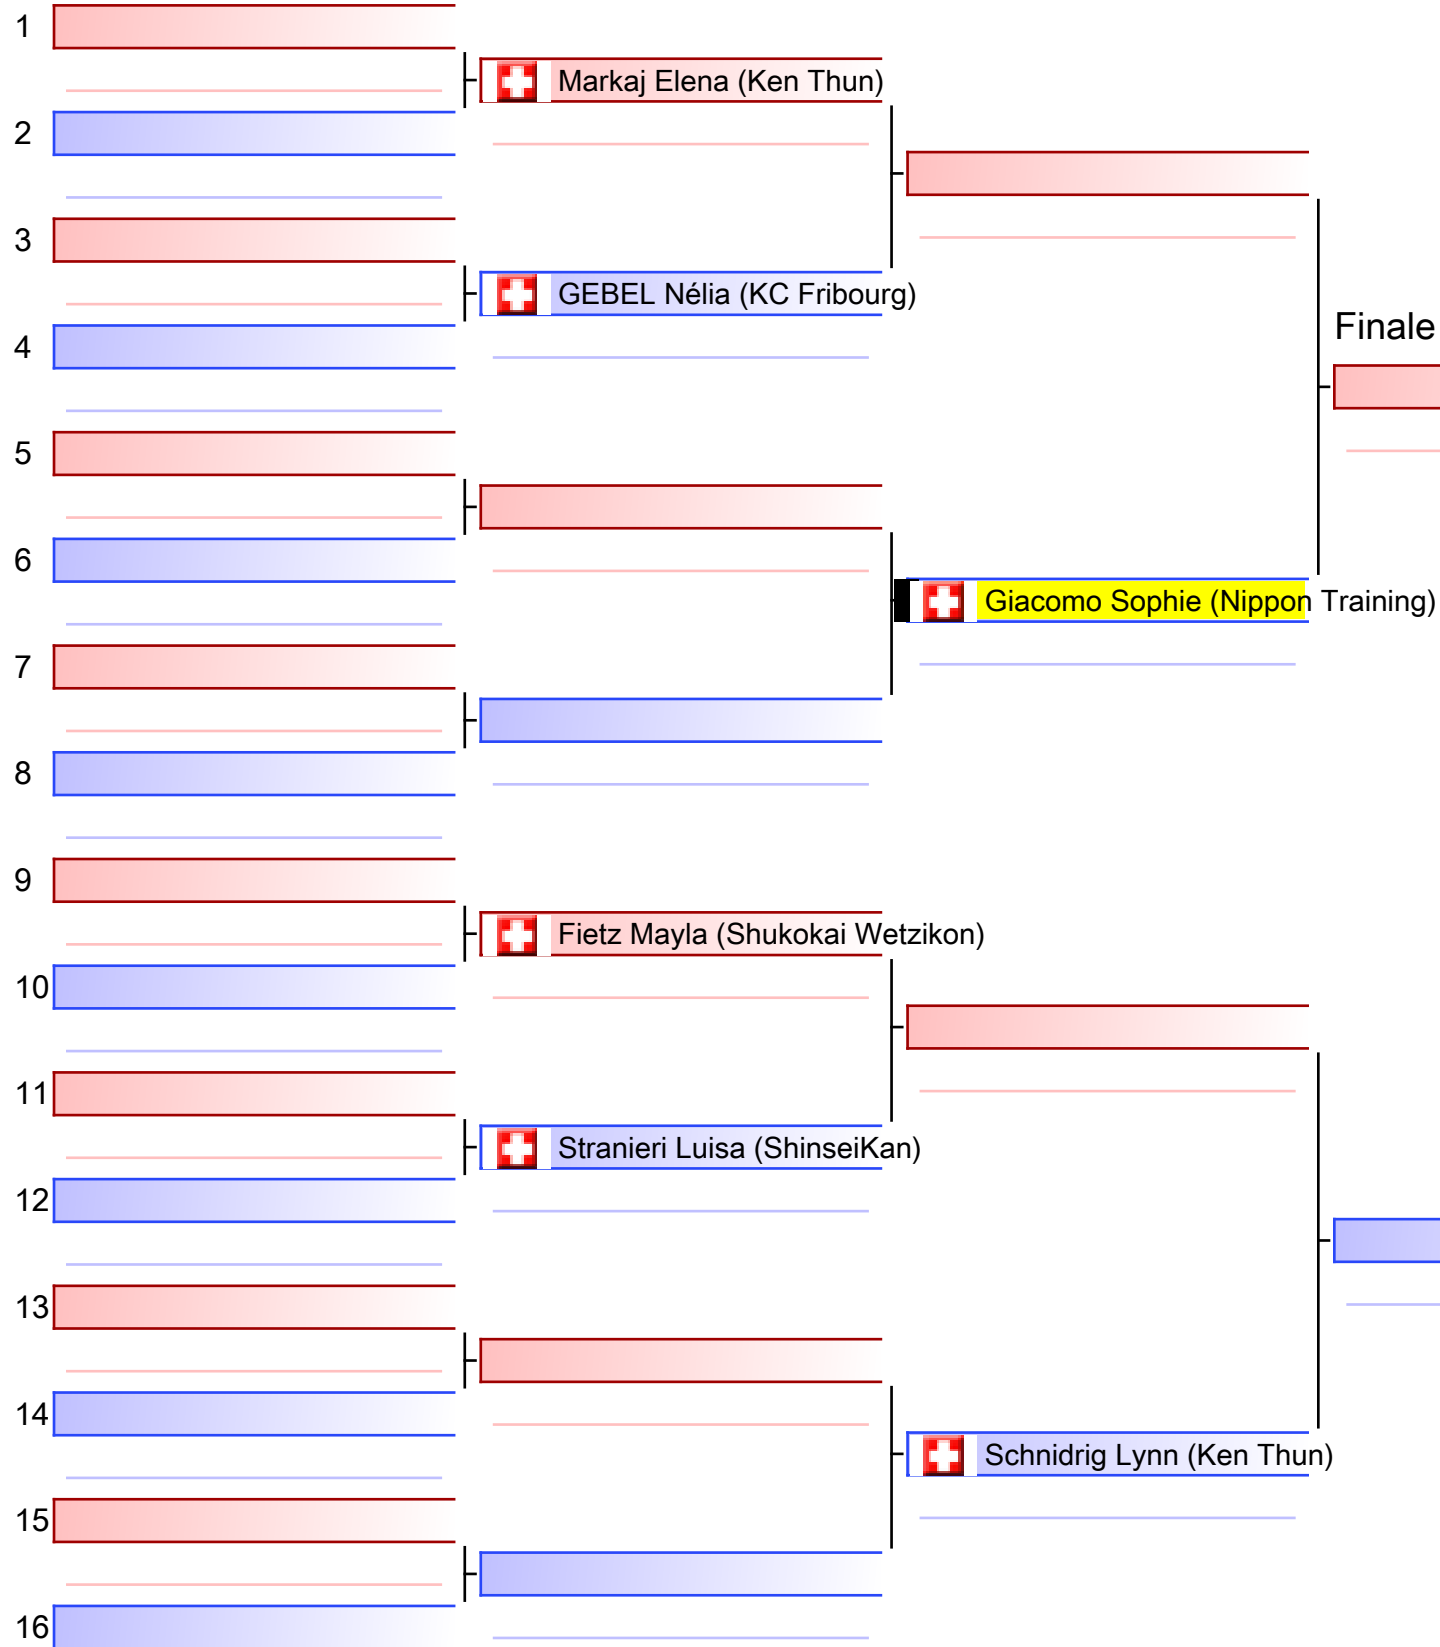 1
Markaj Elena (Ken Thun)
2
3
GEBEL Nélia (KC Fribourg)
Finale
4
5
6
Giacomo Sophie (Nippon Training)
7
8
9
Fietz Mayla (Shukokai Wetzikon)
10
11
Stranieri Luisa (ShinseiKan)
12
13
14
Schnidrig Lynn (Ken Thun)
15
16